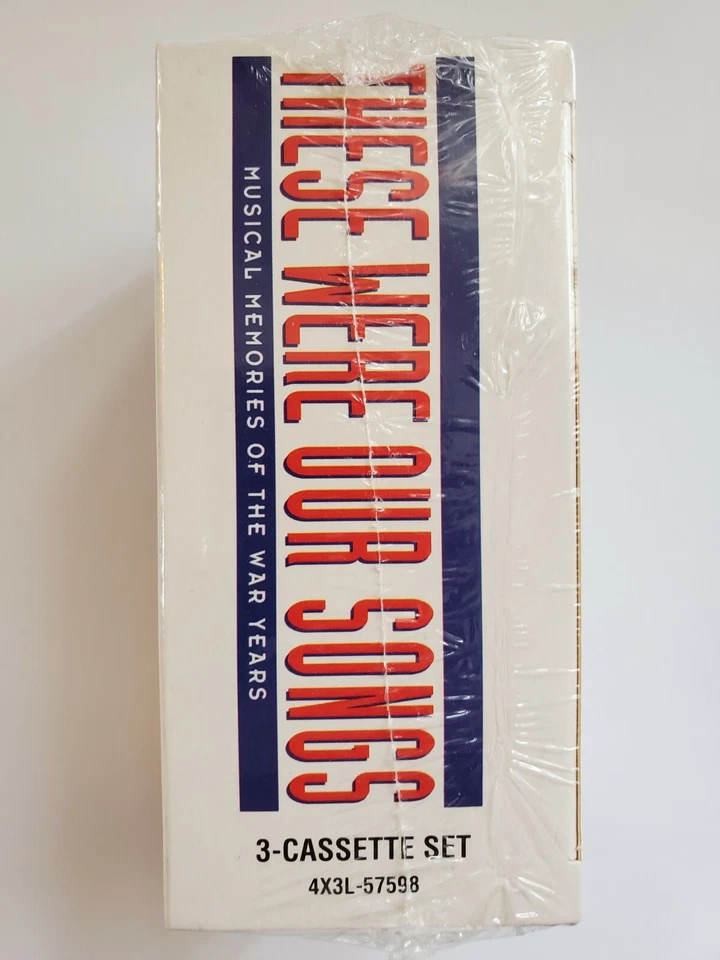 THESE WERE OUR SONGS
MUSICAL MEMORIES OF THE WAR YEARS
3-CASSETTE SET
4X3L-57598